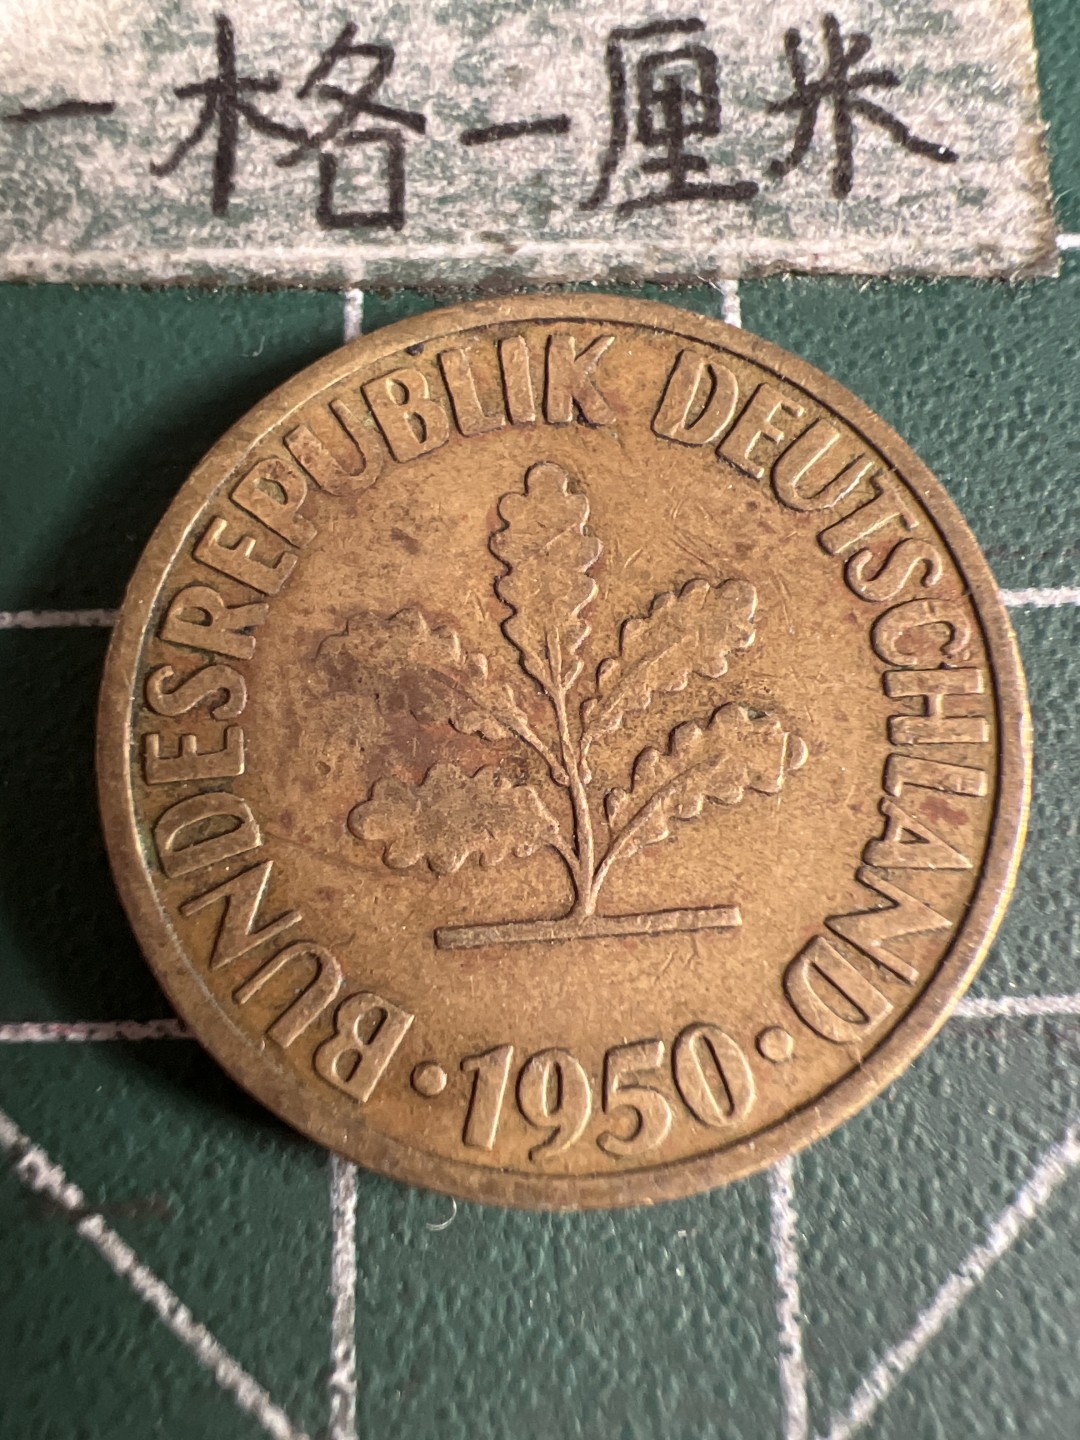 一格一厘米
BUNDESREPUBLIK DEUTSCHLAND
· 1950 ·